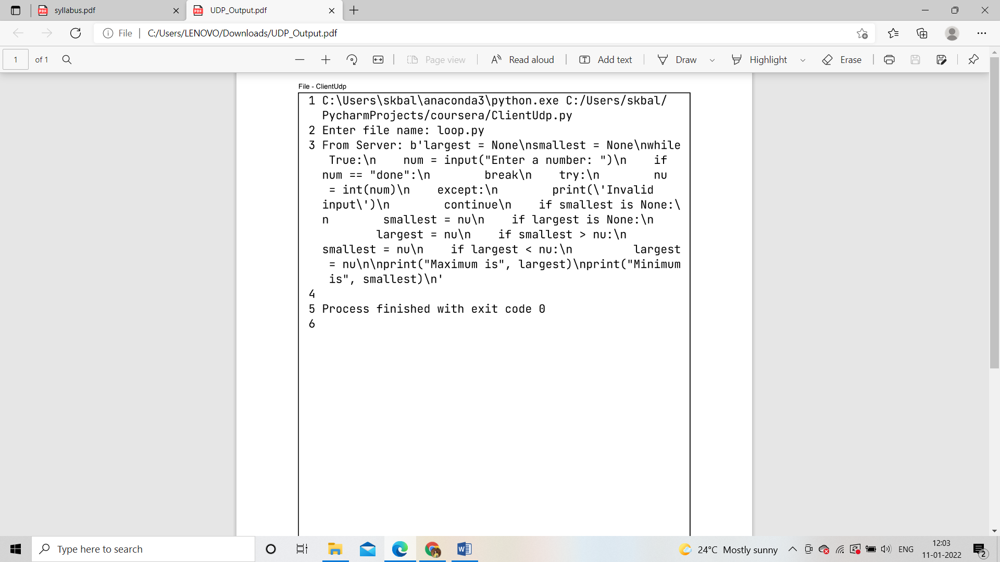 syllabus.pdf
UDP_Output.pdf
File
C:/Users/LENOVO/Downloads/UDP_Output.pdf
1 of 1
Page view
Read aloud
Add text
Draw
Highlight
Erase
File - ClientUdp
1 C:\Users\skbal\anaconda3\python.exe C:/Users/skbal/
PycharmProjects/coursera/ClientUdp.py
2 Enter file name: loop.py
3 From Server: b'largest = None\nsmallest = None\nwhile
True:\n    num = input("Enter a number: ")\n    if
num == "done":\n        break\n    try:\n        nu
= int(num)\n    except:\n        print(\'Invalid
input\')\n        continue\n    if smallest is None:\
n        smallest = nu\n    if largest is None:\n
largest = nu\n    if smallest > nu:\n
smallest = nu\n    if largest < nu:\n        largest
= nu\n\nprint("Maximum is", largest)\nprint("Minimum
is", smallest)\n'
4
5 Process finished with exit code 0
6
Type here to search
24°C Mostly sunny
ENG
12:03
11-01-2022
2